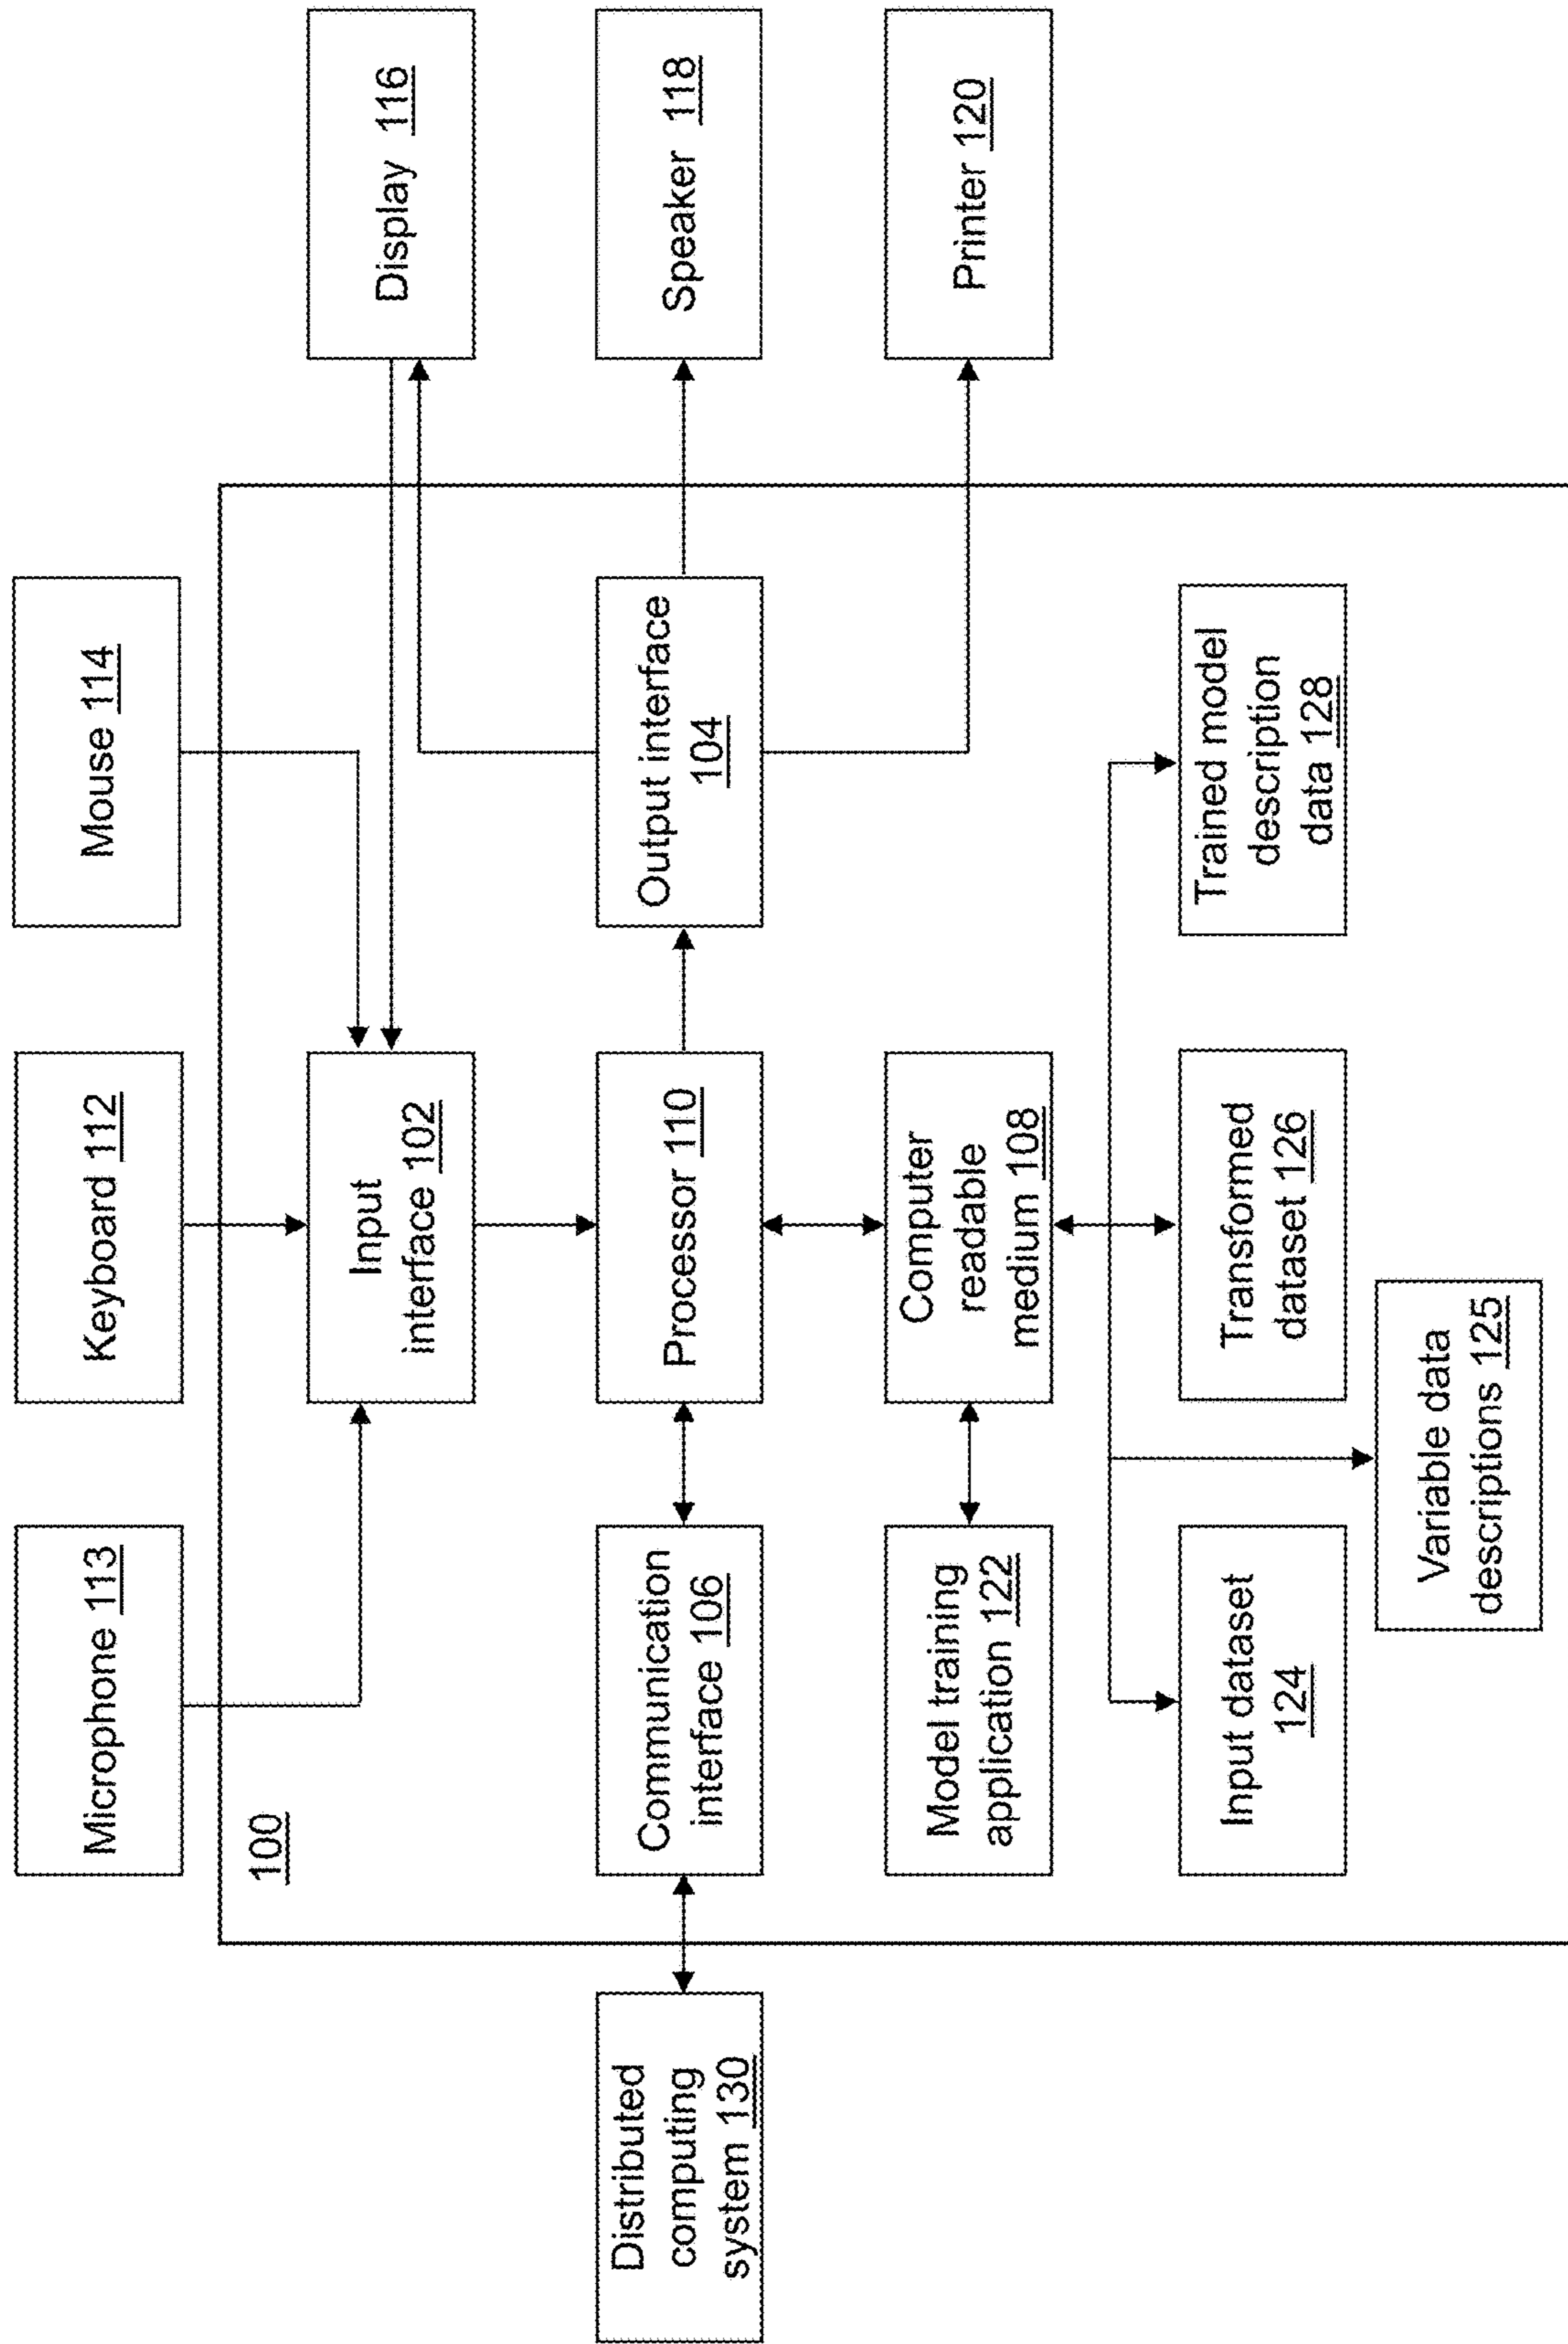 Microphone 113
Keyboard 112
Mouse 114
100
Input
interface 102
Display 116
Distributed
computing
system 130
Communication
interface 106
Processor 110
Output interface
104
Speaker 118
Model training
application 122
Computer
readable
medium 108
Printer 120
Input dataset
124
Transformed
dataset 126
Trained model
description
data 128
Variable data
descriptions 125